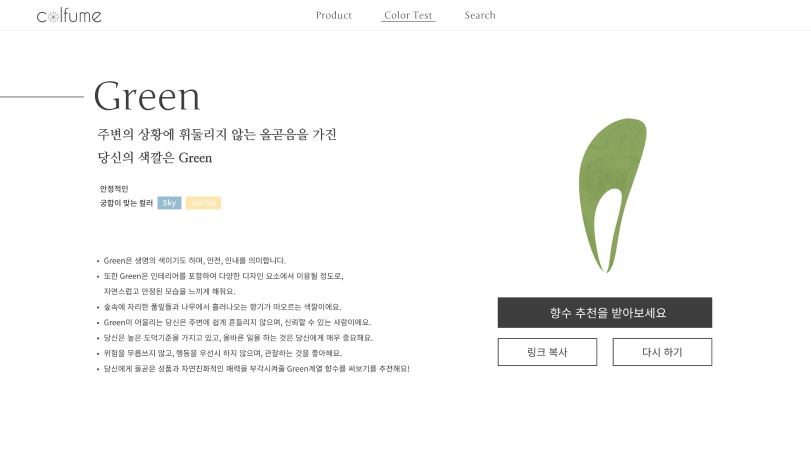 colfume
Product
Color Test
Search
Green
주변의 상황에 휘둘리지 않는 올곧음을 가진
당신의 색깔은 Green
안정적인
궁합이 맞는 컬러 Sky Vanilla
• Green은 생명의 색이기도 하며, 안전, 인내를 의미합니다.
• 또한 Green은 인테리어를 포함하여 다양한 디자인 요소에서 이용될 정도로,
자연스럽고 안정된 모습을 느끼게 해줘요.
• 숲속에 자리한 풀잎들과 나무에서 흘러나오는 향기가 떠오르는 색깔이에요.
• Green이 어울리는 당신은 주변에 쉽게 흔들리지 않으며, 신뢰할 수 있는 사람이에요.
• 당신은 높은 도덕기준을 가지고 있고, 올바른 일을 하는 것은 당신에게 매우 중요해요.
• 위험을 무릅쓰지 않고, 행동을 우선시 하지 않으며, 관찰하는 것을 좋아해요.
• 당신에게 올곧은 성품과 자연친화적인 매력을 부각시켜줄 Green계열 향수를 써보기를 추천해요!
향수 추천을 받아보세요
링크 복사
다시 하기